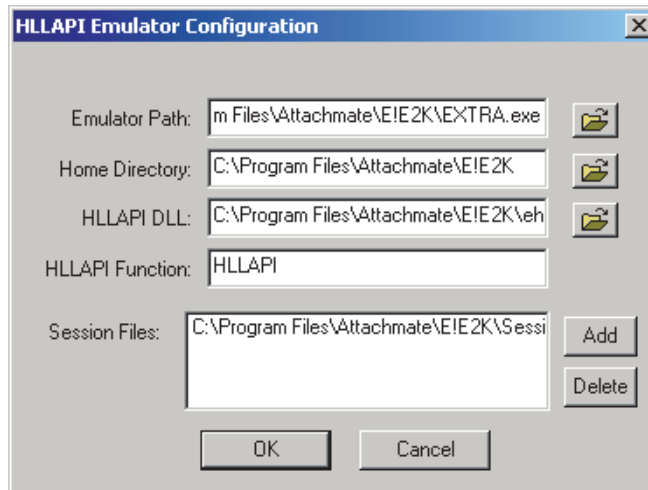 HLLAPI Emulator Configuration
Emulator Path: m Files\Attachmate\E!E2K\EXTRA.exe
Home Directory: C:\Program Files\Attachmate\E!E2K
HLLAPI DLL: C:\Program Files\Attachmate\E!E2K\eh
HLLAPI Function: HLLAPI
Session Files: C:\Program Files\Attachmate\E!E2K\Sessi
Add
Delete
OK Cancel